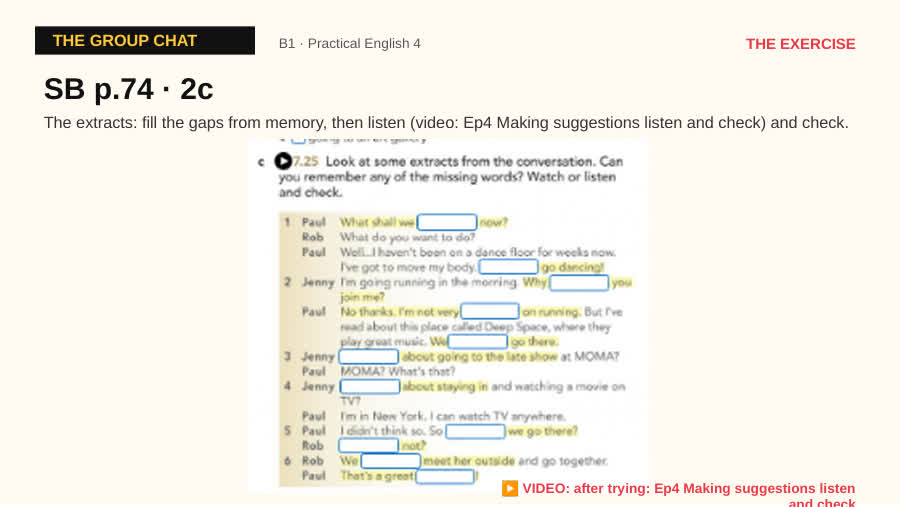 THE GROUP CHAT
B1 · Practical English 4
THE EXERCISE
SB p.74 · 2c
The extracts: fill the gaps from memory, then listen (video: Ep4 Making suggestions listen and check) and check.
going to an art gallery
c 7.25 Look at some extracts from the conversation. Can
you remember any of the missing words? Watch or listen
and check.
1 Paul What shall we now?
Rob What do you want to do?
Paul Well...I haven't been on a dance floor for weeks now.
I've got to move my body. go dancing!
2 Jenny I'm going running in the morning. Why you
join me?
Paul No thanks. I'm not very on running. But I've
read about this place called Deep Space, where they
play great music. We go there.
3 Jenny about going to the late show at MOMA?
Paul MOMA? What's that?
4 Jenny about staying in and watching a movie on
TV?
Paul I'm in New York. I can watch TV anywhere.
5 Paul I didn't think so. So we go there?
Rob not?
6 Rob We meet her outside and go together.
Paul That's a great !
VIDEO: after trying: Ep4 Making suggestions listen
and check